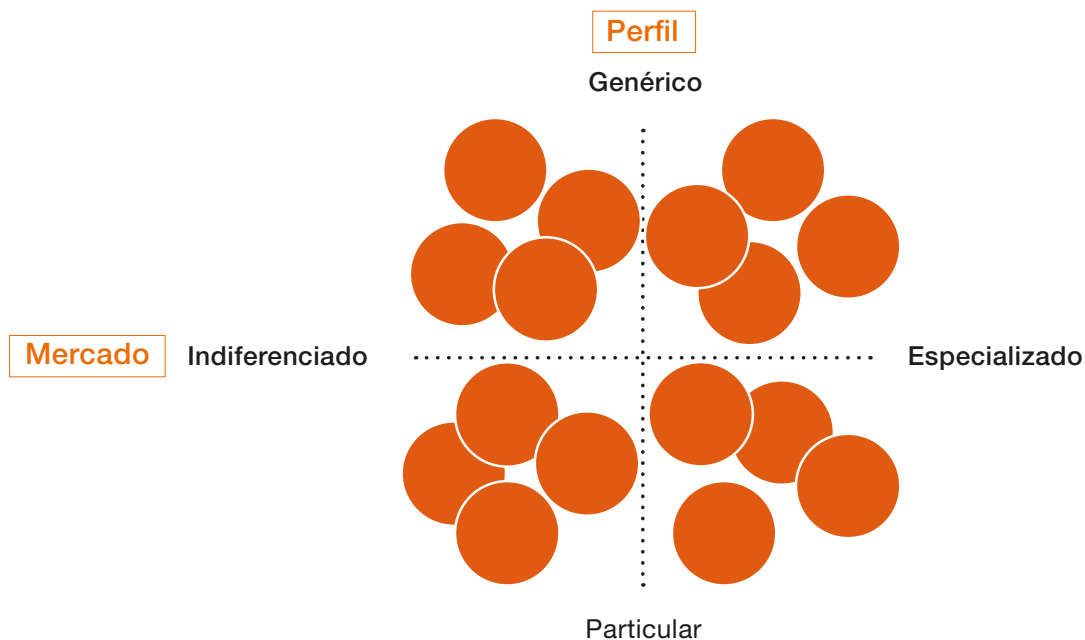 Perfil
Genérico
Mercado
Indiferenciado
Especializado
Particular